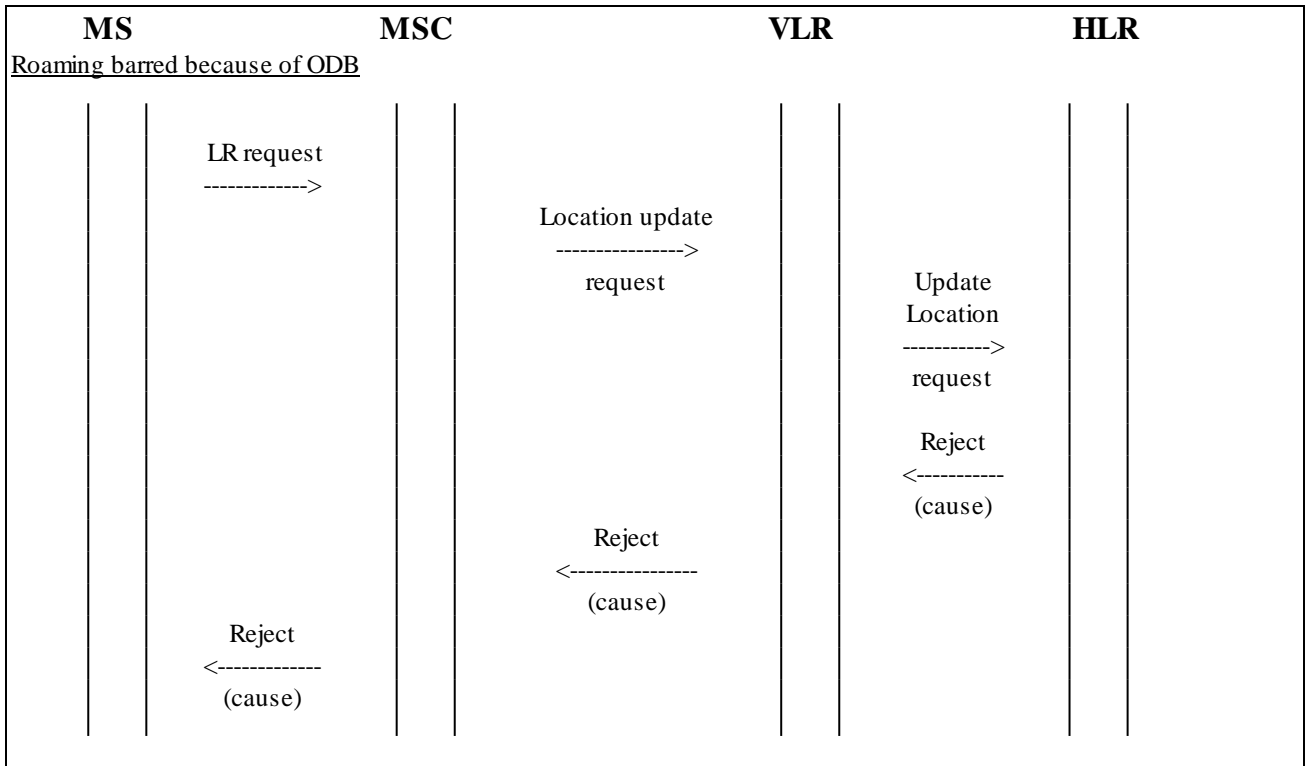 MS MSC VLR HLR
Roaming barred because of ODB
LR request
------------->
Location update
---------------->
request Update
Location
----------->
request
Reject
<-----------
(cause)
Reject
<----------------
(cause)
Reject
<-------------
(cause)